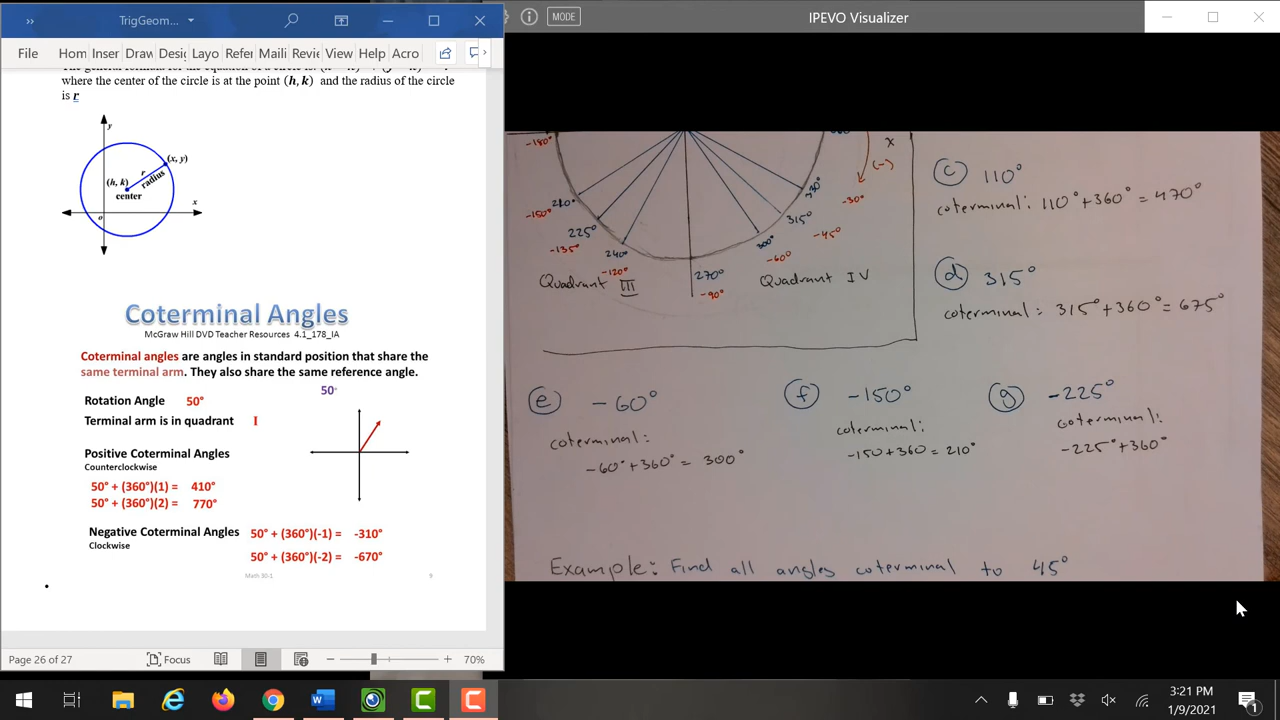 TrigGeom...
File Hom Inser Draw Desig Layo Refer Maili Revie View Help Acro
where the center of the circle is at the point (h, k) and the radius of the circle
is r
y
(x, y)
r
radius
(h, k)
center
x
o
Coterminal Angles
McGraw Hill DVD Teacher Resources 4.1_178_IA
Coterminal angles are angles in standard position that share the
same terminal arm. They also share the same reference angle.
50°
Rotation Angle 50°
Terminal arm is in quadrant I
Positive Coterminal Angles
Counterclockwise
50° + (360°)(1) = 410°
50° + (360°)(2) = 770°
Negative Coterminal Angles
Clockwise
50° + (360°)(-1) = -310°
50° + (360°)(-2) = -670°
Math 30-1 9
Page 26 of 27 Focus 70%
MODE IPEVO Visualizer
-180°
x
(-)
330°
-30°
210°
-150°
315°
-45°
225°
-135°
300°
-60°
240°
-120°
270°
-90°
Quadrant III
Quadrant IV
c 110°
coterminal: 110°+360° = 470°
d 315°
coterminal: 315°+360° = 675°
e -60°
coterminal:
-60°+360° = 300°
f -150°
coterminal:
-150+360 = 210°
g -225°
coterminal:
-225°+360°
Example: Find all angles coterminal to 45°
3:21 PM
1/9/2021
1